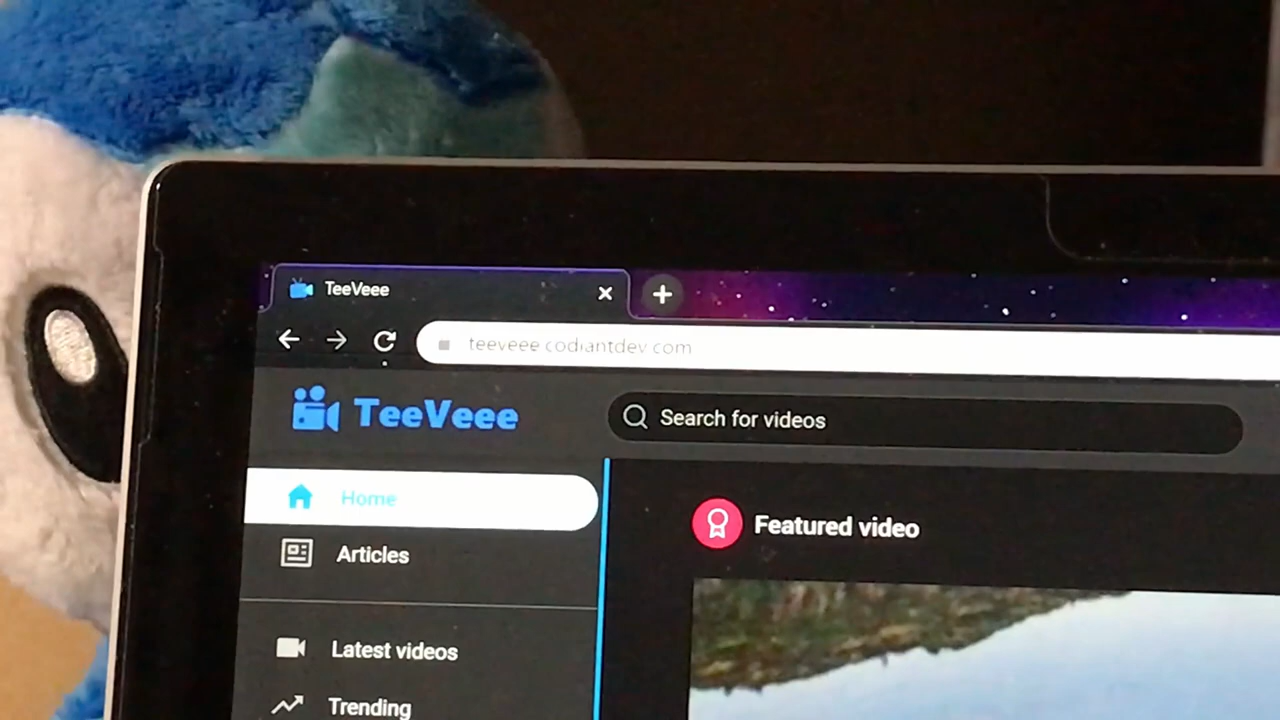 TeeVeee
teeveee.codiantdev.com
TeeVeee
Search for videos
Home
Featured video
Articles
Latest videos
Trending